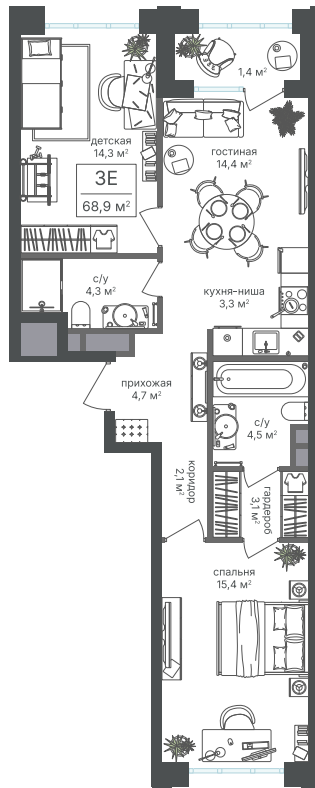 1,4 м²
детская
14,3 м²
гостиная
14,4 м²
3Е
68,9 м²
с/у
4,3 м²
кухня-ниша
3,3 м²
прихожая
4,7 м²
с/у
4,5 м²
коридор
2,1 м²
гардероб
3,1 м²
спальня
15,4 м²